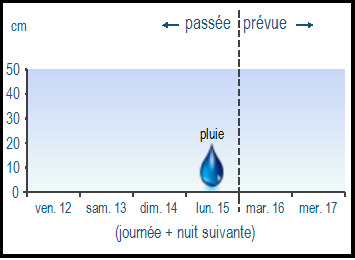 ← passée prévue →
cm
50
40
30
20
10
0
pluie
ven. 12 sam. 13 dim. 14 lun. 15 mar. 16 mer. 17
(journée + nuit suivante)